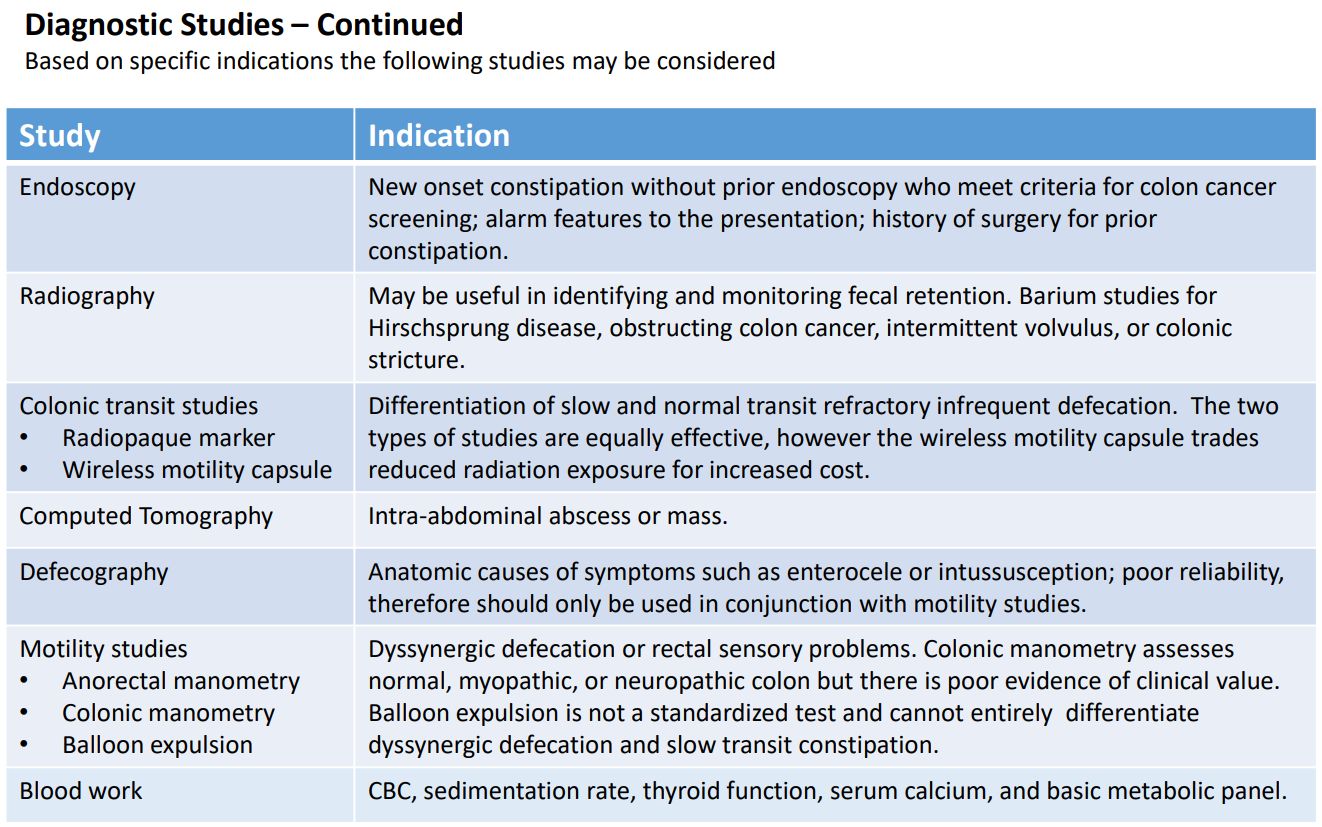 Diagnostic Studies – Continued
Based on specific indications the following studies may be considered
Study
Indication
Endoscopy
New onset constipation without prior endoscopy who meet criteria for colon cancer
screening; alarm features to the presentation; history of surgery for prior
constipation.
Radiography
May be useful in identifying and monitoring fecal retention. Barium studies for
Hirschsprung disease, obstructing colon cancer, intermittent volvulus, or colonic
stricture.
Colonic transit studies
• Radiopaque marker
• Wireless motility capsule
Differentiation of slow and normal transit refractory infrequent defecation.  The two
types of studies are equally effective, however the wireless motility capsule trades
reduced radiation exposure for increased cost.
Computed Tomography
Intra-abdominal abscess or mass.
Defecography
Anatomic causes of symptoms such as enterocele or intussusception; poor reliability,
therefore should only be used in conjunction with motility studies.
Motility studies
• Anorectal manometry
• Colonic manometry
• Balloon expulsion
Dyssynergic defecation or rectal sensory problems. Colonic manometry assesses
normal, myopathic, or neuropathic colon but there is poor evidence of clinical value.
Balloon expulsion is not a standardized test and cannot entirely  differentiate
dyssynergic defecation and slow transit constipation.
Blood work
CBC, sedimentation rate, thyroid function, serum calcium, and basic metabolic panel.